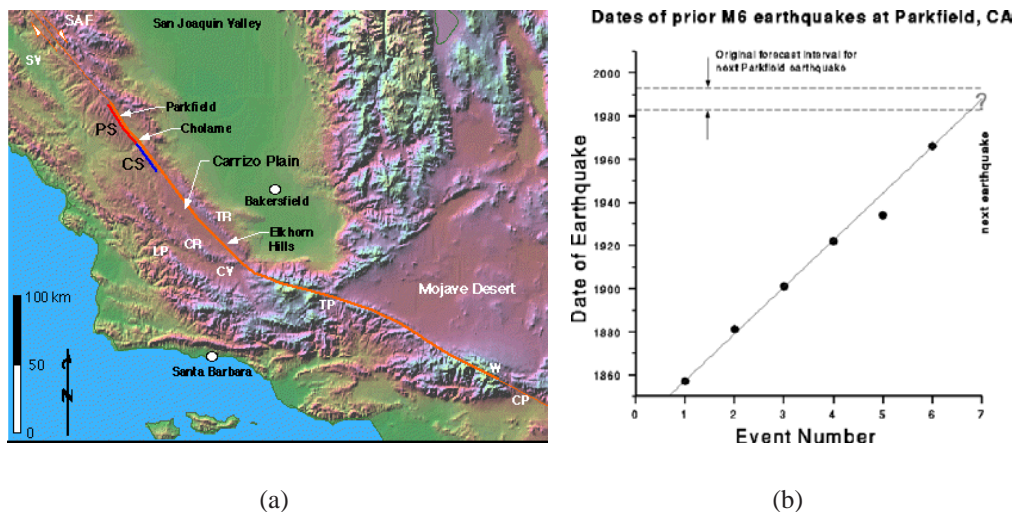 San Joaquin Valley
SAF
SV
Parkfield
PS
Cholame
CS
Carrizo Plain
Bakersfield
TR
Elkhorn
Hills
CR
LP
CV
Mojave Desert
TP
100 km
50
0
N
Santa Barbara
W
CP
(a)
Dates of prior M6 earthquakes at Parkfield, CA
Original forecast interval for
next Parkfield earthquake
2000
1980
1960
1940
1920
1900
1880
1860
Date of Earthquake
?
next earthquake
0 1 2 3 4 5 6 7
Event Number
(b)